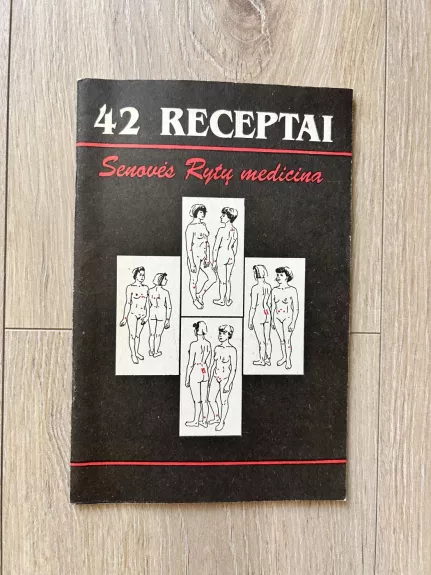 42 RECEPTAI
Senovės Rytų medicina